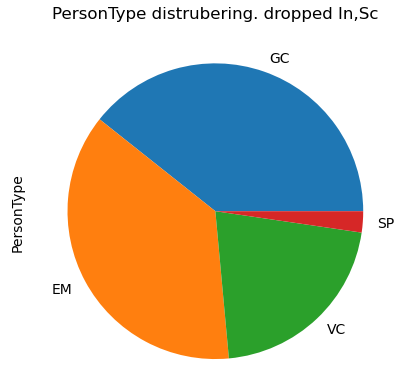 PersonType distrubering. dropped In,Sc
GC
PersonType
SP
EM
VC